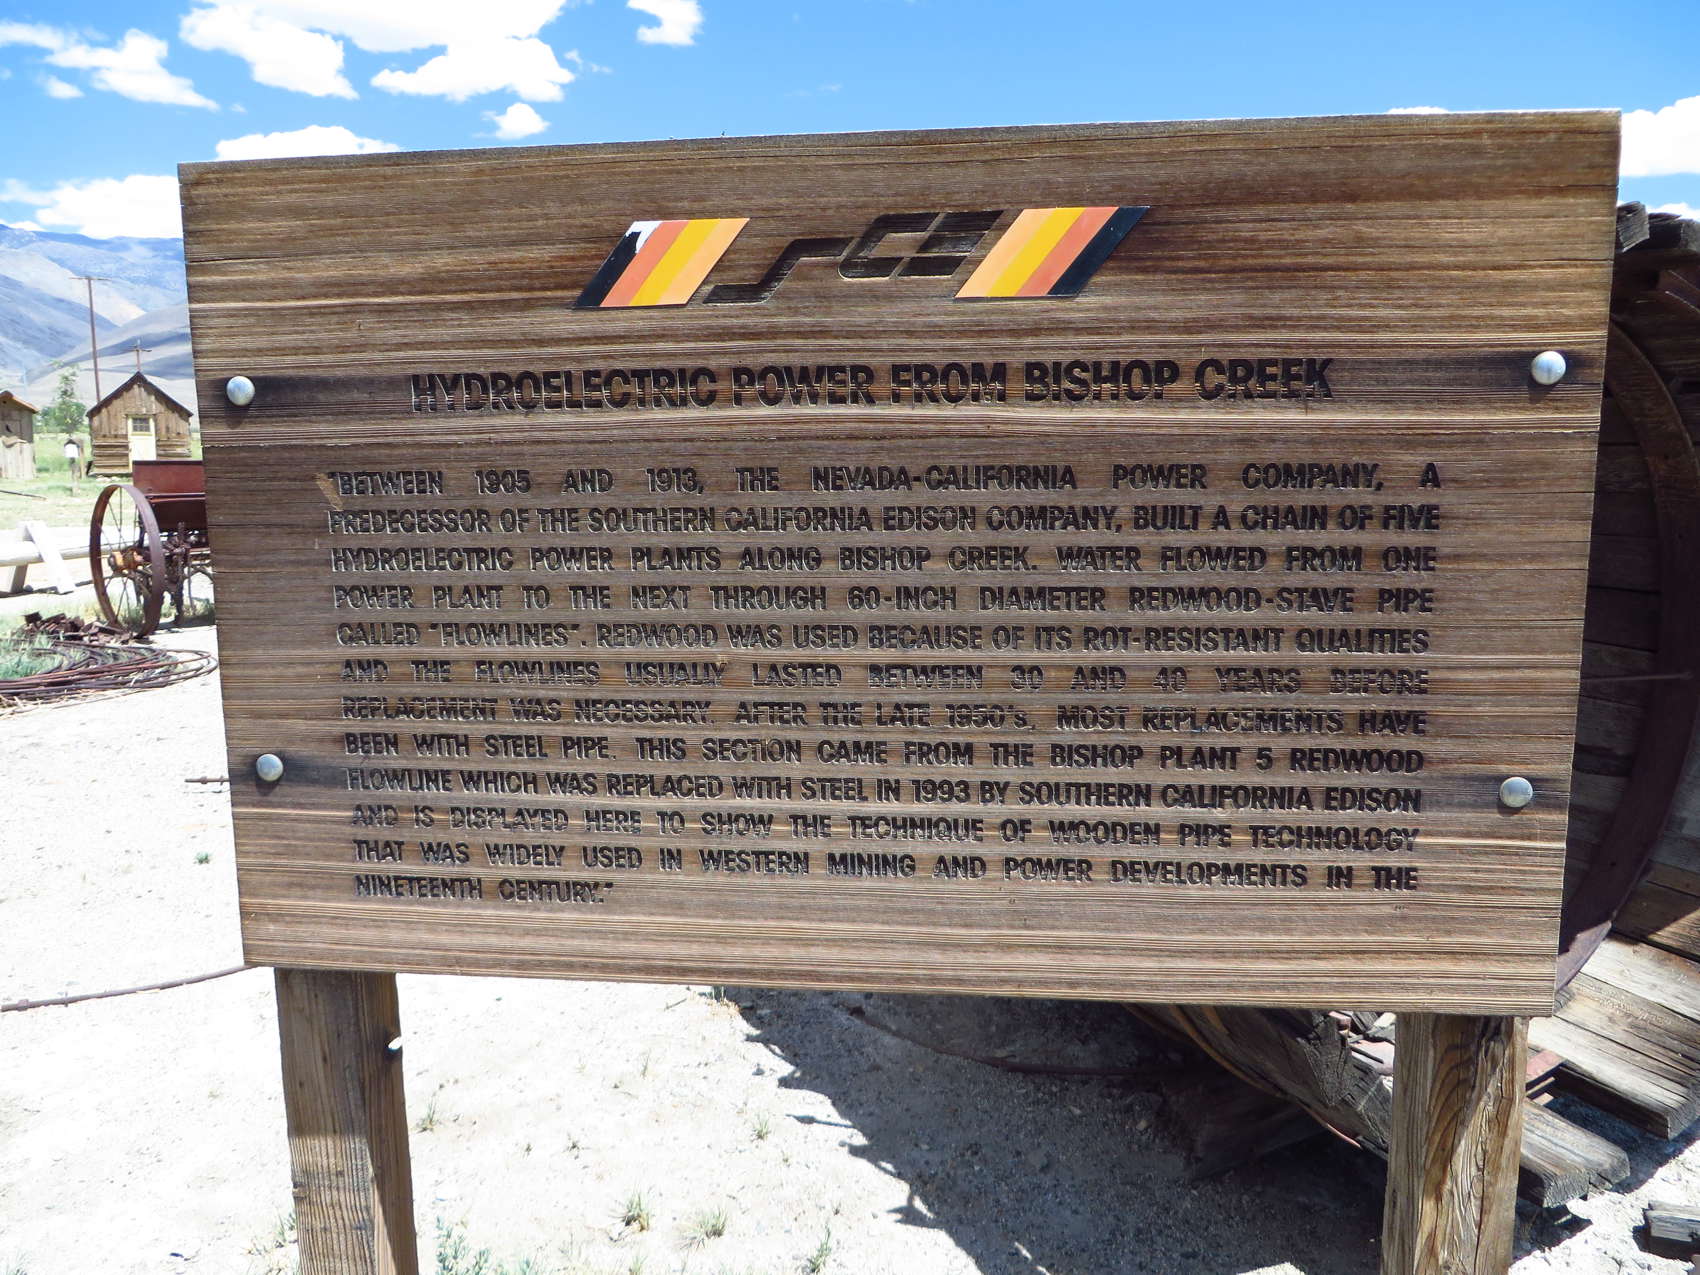 SCE
HYDROELECTRIC POWER FROM BISHOP CREEK
"BETWEEN 1905 AND 1913, THE NEVADA-CALIFORNIA POWER COMPANY, A
PREDECESSOR OF THE SOUTHERN CALIFORNIA EDISON COMPANY, BUILT A CHAIN OF FIVE
HYDROELECTRIC POWER PLANTS ALONG BISHOP CREEK. WATER FLOWED FROM ONE
POWER PLANT TO THE NEXT THROUGH 60-INCH DIAMETER REDWOOD-STAVE PIPE
CALLED "FLOWLINES". REDWOOD WAS USED BECAUSE OF ITS ROT-RESISTANT QUALITIES
AND THE FLOWLINES USUALLY LASTED BETWEEN 30 AND 40 YEARS BEFORE
REPLACEMENT WAS NECESSARY. AFTER THE LATE 1950's, MOST REPLACEMENTS HAVE
BEEN WITH STEEL PIPE. THIS SECTION CAME FROM THE BISHOP PLANT 5 REDWOOD
FLOWLINE WHICH WAS REPLACED WITH STEEL IN 1993 BY SOUTHERN CALIFORNIA EDISON
AND IS DISPLAYED HERE TO SHOW THE TECHNIQUE OF WOODEN PIPE TECHNOLOGY
THAT WAS WIDELY USED IN WESTERN MINING AND POWER DEVELOPMENTS IN THE
NINETEENTH CENTURY."